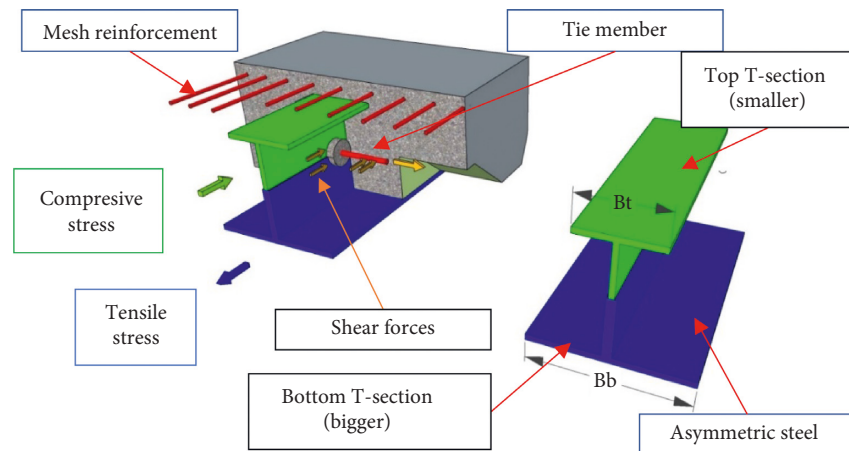 Mesh reinforcement
Tie member
Top T-section
(smaller)
Compresive
stress
Bt
Tensile
stress
Shear forces
Bb
Bottom T-section
(bigger)
Asymmetric steel